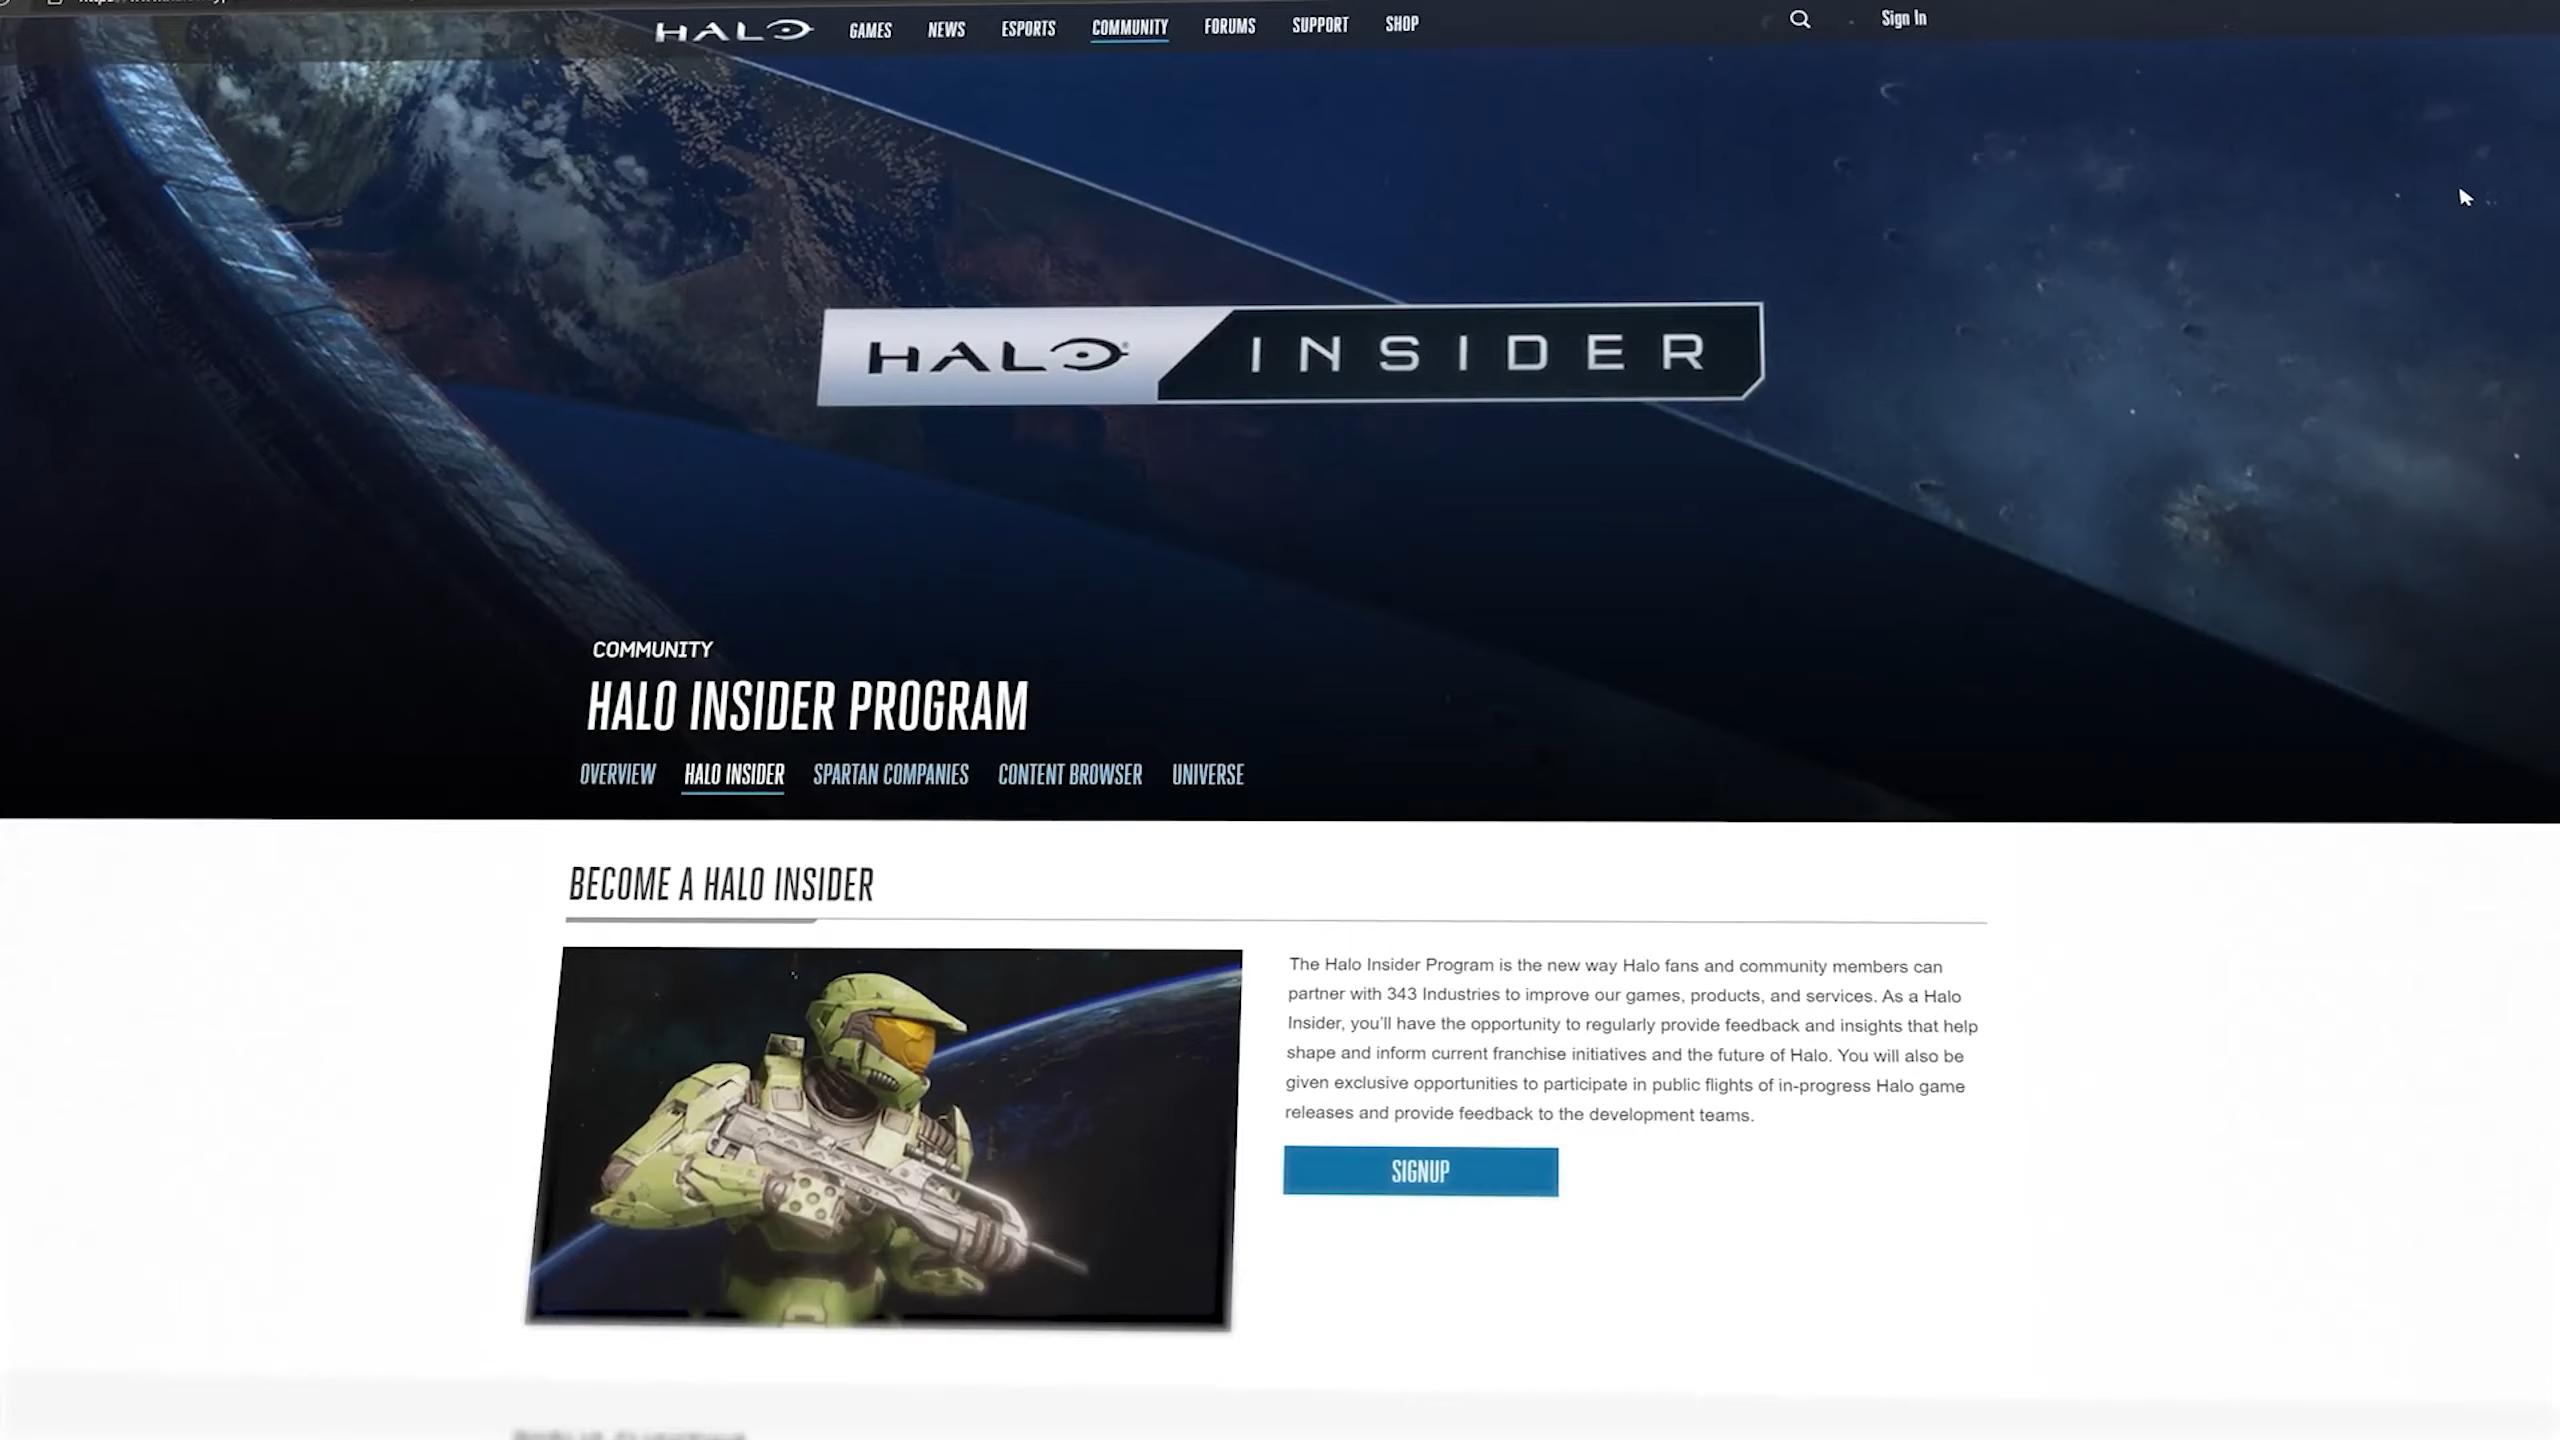 HALO GAMES NEWS ESPORTS COMMUNITY FORUMS SUPPORT SHOP Sign In
HALO INSIDER
COMMUNITY
HALO INSIDER PROGRAM
OVERVIEW HALO INSIDER SPARTAN COMPANIES CONTENT BROWSER UNIVERSE
BECOME A HALO INSIDER
The Halo Insider Program is the new way Halo fans and community members can
partner with 343 Industries to improve our games, products, and services. As a Halo
Insider, you'll have the opportunity to regularly provide feedback and insights that help
shape and inform current franchise initiatives and the future of Halo. You will also be
given exclusive opportunities to participate in public flights of in-progress Halo game
releases and provide feedback to the development teams.
SIGNUP